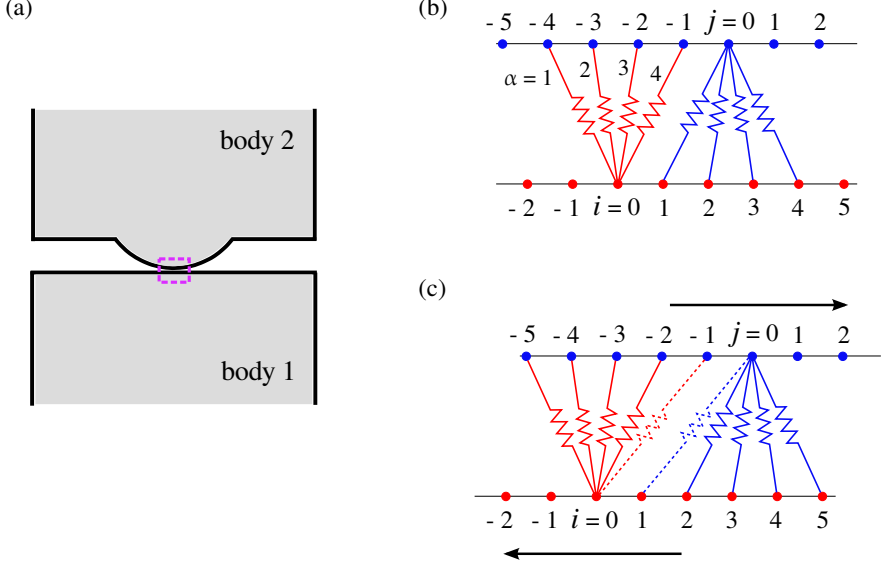 (a)
body 2
body 1
(b)
- 5 - 4 - 3 - 2 - 1 j = 0 1 2
α = 1 2 3 4
- 2 - 1 i = 0 1 2 3 4 5
(c)
- 5 - 4 - 3 - 2 - 1 j = 0 1 2
- 2 - 1 i = 0 1 2 3 4 5